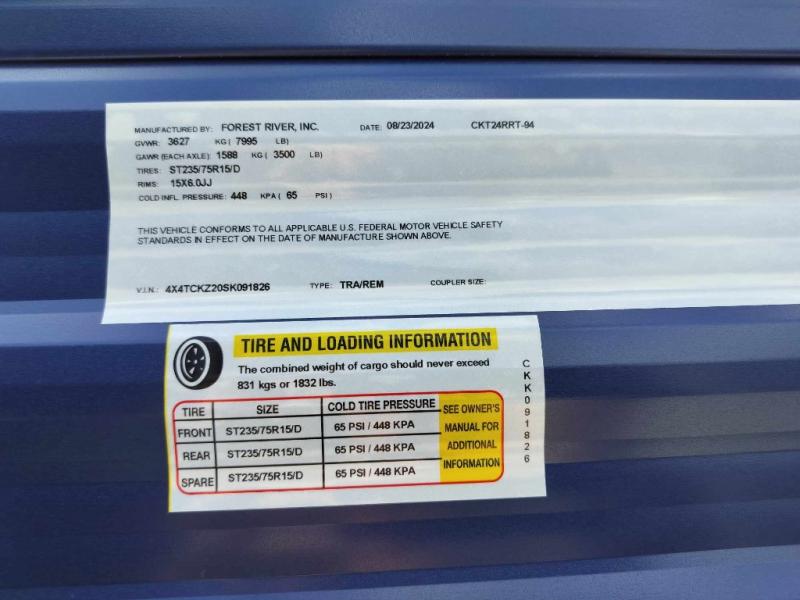 MANUFACTURED BY: FOREST RIVER, INC. DATE: 08/23/2024 CKT24RRT-94
GVWR: 3627 KG ( 7995 LB)
GAWR (EACH AXLE): 1588 KG ( 3500 LB)
TIRES: ST235/75R15/D
RIMS: 15X6.0JJ
COLD INFL. PRESSURE: 448 KPA ( 65 PSI )
THIS VEHICLE CONFORMS TO ALL APPLICABLE U.S. FEDERAL MOTOR VEHICLE SAFETY
STANDARDS IN EFFECT ON THE DATE OF MANUFACTURE SHOWN ABOVE.
V.I.N.: 4X4TCKZ20SK091826 TYPE: TRA/REM COUPLER SIZE:
TIRE AND LOADING INFORMATION
The combined weight of cargo should never exceed
831 kgs or 1832 lbs.
TIRE SIZE COLD TIRE PRESSURE
FRONT ST235/75R15/D 65 PSI / 448 KPA
REAR ST235/75R15/D 65 PSI / 448 KPA
SPARE ST235/75R15/D 65 PSI / 448 KPA
SEE OWNER'S
MANUAL FOR
ADDITIONAL
INFORMATION
CKK091826